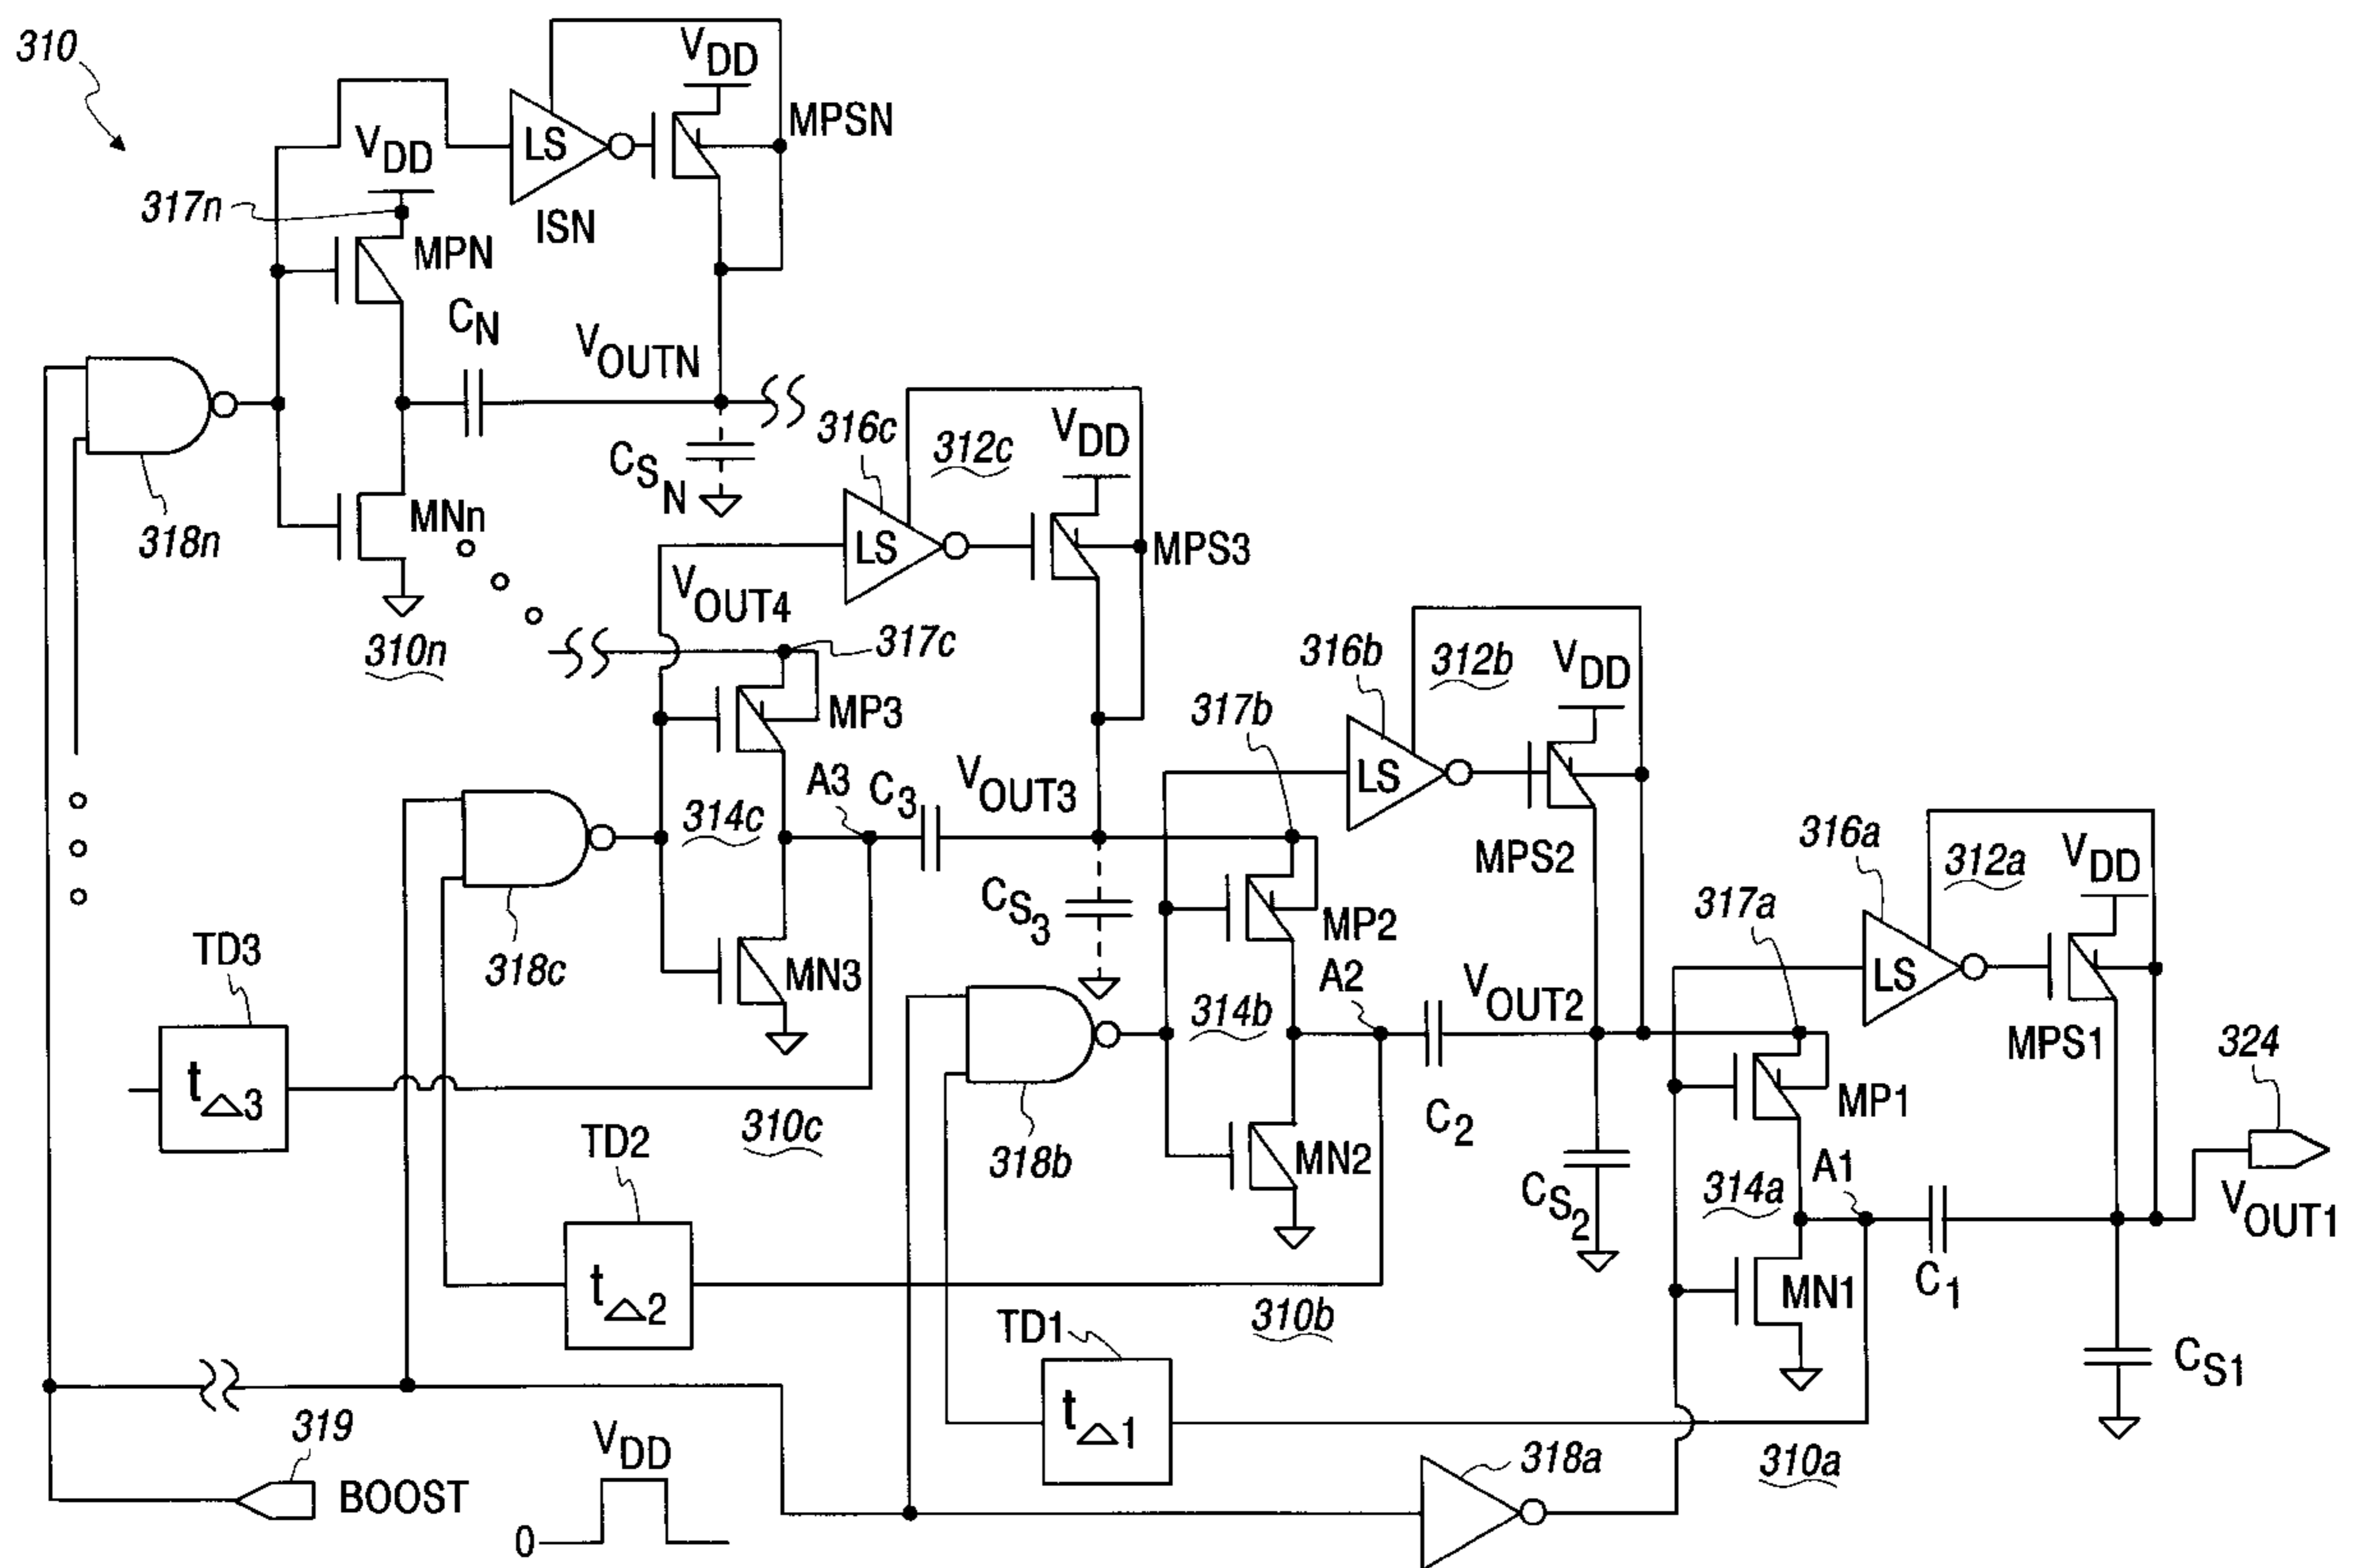 310
VDD
MPSN
LS
VDD
317n
ISN
MPN
CN
VOUTN
316c
312c
VDD
CSN
318n
MNn
LS
MPS3
VOUT4
310n
317c
316b
312b
VDD
MP3
317b
A3
C3
VOUT3
LS
314c
MPS2
316a
312a
VDD
CS3
MP2
317a
TD3
318c
MN3
A2
VOUT2
LS
314b
MPS1
324
t△3
C2
MP1
310c
TD2
318b
MN2
A1
CS2
314a
VOUT1
t△2
C1
MN1
TD1
310b
CS1
t△1
319
VDD
318a
310a
BOOST
0